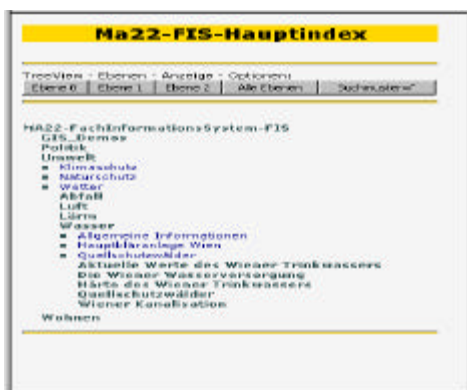 Ma22-FIS-Hauptindex
TreeView - Ebenen - Anzeige - Optionen:
Ebene 0 Ebene 1 Ebene 2 Alle Ebenen Suchmuster=''
MA22-FachInformationsSystem-FIS
GIS_Demos
Politik
Umwelt
Klimaschutz
Naturschutz
Wetter
Abfall
Luft
Lärm
Wasser
Allgemeine Informationen
Hauptkläranlage Wien
Quellschutzwälder
Aktuelle Werte des Wiener Trinkwassers
Die Wiener Wasserversorgung
Härte des Wiener Trinkwassers
Quellschutzwälder
Wiener Kanalisation
Wohnen